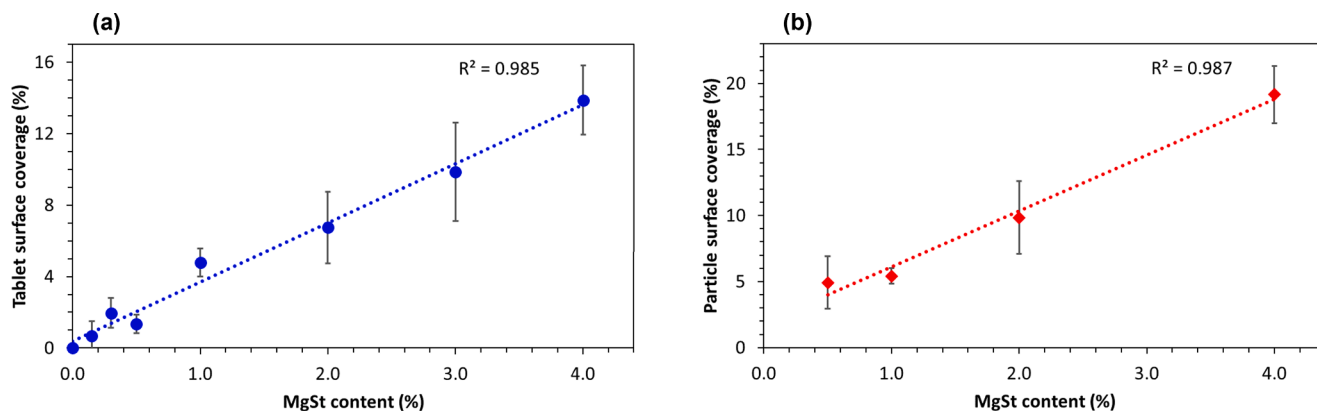 (a)
R² = 0.985
Tablet surface coverage (%)
16
12
8
4
0
0.0 1.0 2.0 3.0 4.0
MgSt content (%)
(b)
R² = 0.987
Particle surface coverage (%)
20
15
10
5
0
0.0 1.0 2.0 3.0 4.0
MgSt content (%)